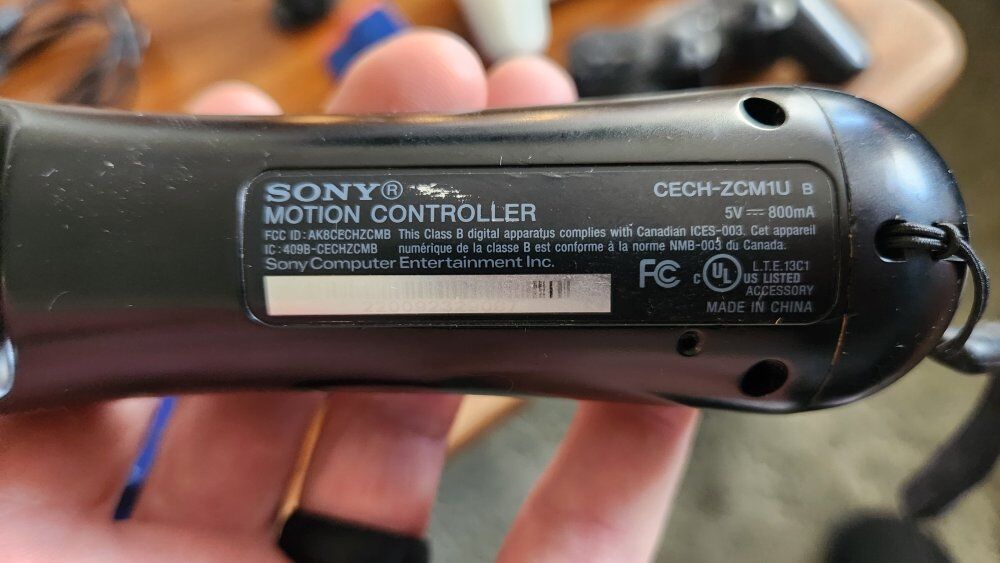 SONY®
CECH-ZCM1U B
MOTION CONTROLLER
5V ⎓ 800mA
FCC ID: AK8CECHZCMB This Class B digital apparatus complies with Canadian ICES-003. Cet appareil
IC: 409B-CECHZCMB numérique de la classe B est conforme à la norme NMB-003 du Canada.
Sony Computer Entertainment Inc.
FC
c UL US LISTED
L.T.E.13C1
ACCESSORY
MADE IN CHINA